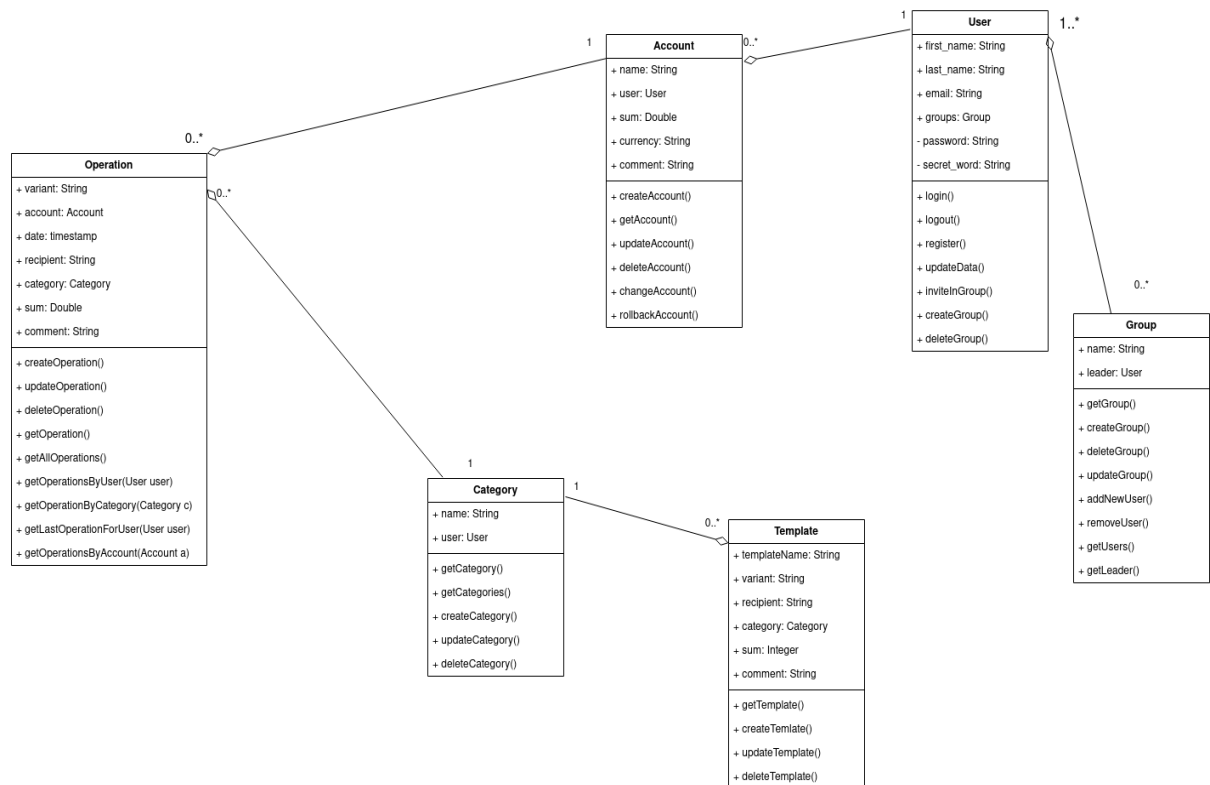 1
User
1..*
+ first_name: String
+ last_name: String
+ email: String
+ groups: Group
- password: String
- secret_word: String
+ login()
+ logout()
+ register()
+ updateData()
+ inviteInGroup()
+ createGroup()
+ deleteGroup()
1
Account
0..*
+ name: String
+ user: User
+ sum: Double
+ currency: String
+ comment: String
+ createAccount()
+ getAccount()
+ updateAccount()
+ deleteAccount()
+ changeAccount()
+ rollbackAccount()
0..*
Operation
0..*
+ variant: String
+ account: Account
+ date: timestamp
+ recipient: String
+ category: Category
+ sum: Double
+ comment: String
+ createOperation()
+ updateOperation()
+ deleteOperation()
+ getOperation()
+ getAllOperations()
+ getOperationsByUser(User user)
+ getOperationByCategory(Category c)
+ getLastOperationForUser(User user)
+ getOperationsByAccount(Account a)
0..*
Group
+ name: String
+ leader: User
+ getGroup()
+ createGroup()
+ deleteGroup()
+ updateGroup()
+ addNewUser()
+ removeUser()
+ getUsers()
+ getLeader()
1
Category
1
+ name: String
+ user: User
+ getCategory()
+ getCategories()
+ createCategory()
+ updateCategory()
+ deleteCategory()
0..*
Template
+ templateName: String
+ variant: String
+ recipient: String
+ category: Category
+ sum: Integer
+ comment: String
+ getTemplate()
+ createTemlate()
+ updateTemplate()
+ deleteTemplate()